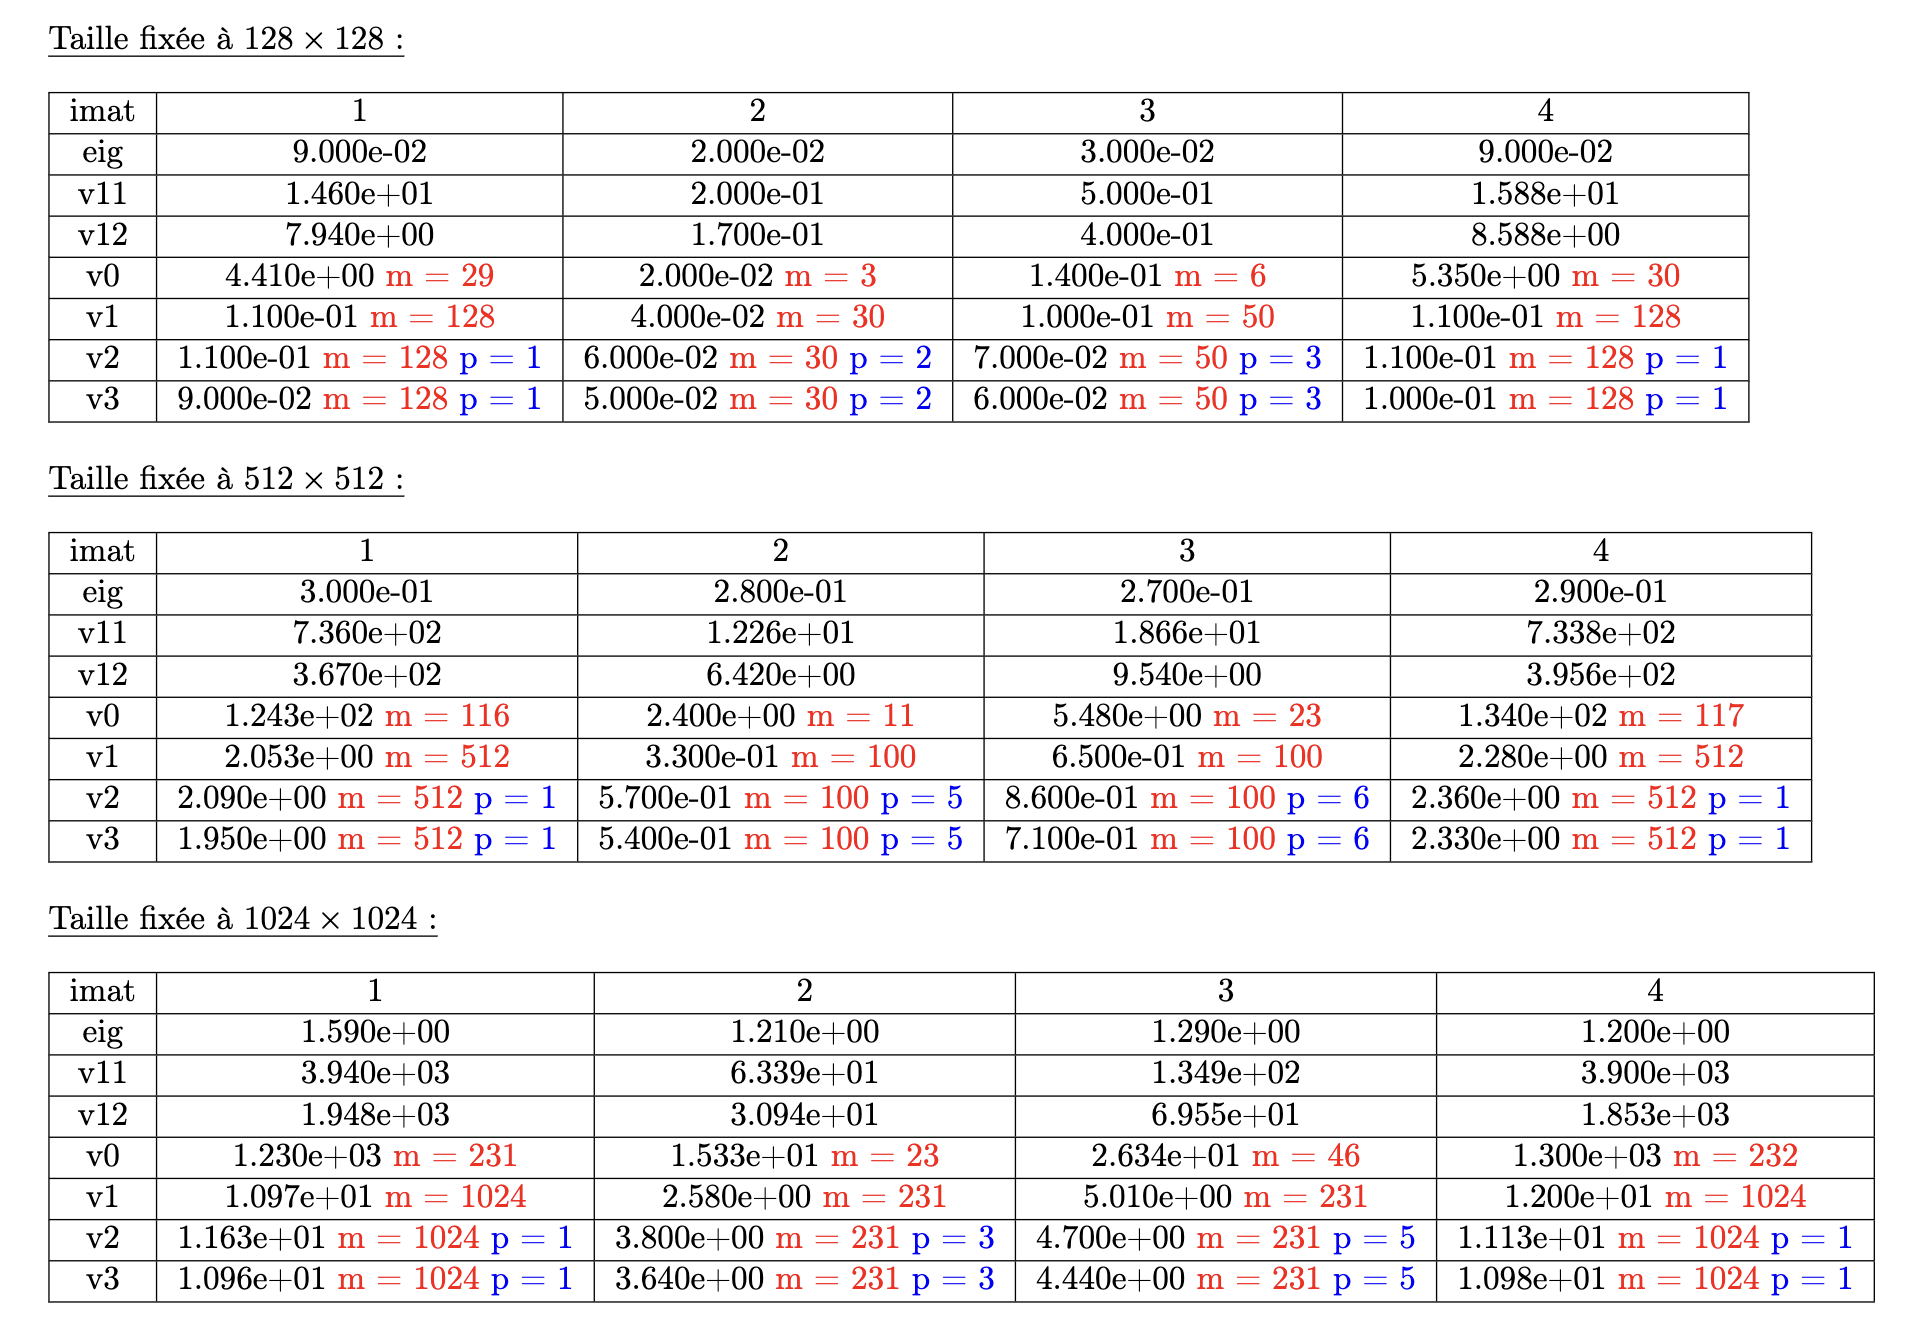 Taille fixée à 128 × 128 :
imat 1 2 3 4
eig 9.000e-02 2.000e-02 3.000e-02 9.000e-02
v11 1.460e+01 2.000e-01 5.000e-01 1.588e+01
v12 7.940e+00 1.700e-01 4.000e-01 8.588e+00
v0 4.410e+00 m = 29 2.000e-02 m = 3 1.400e-01 m = 6 5.350e+00 m = 30
v1 1.100e-01 m = 128 4.000e-02 m = 30 1.000e-01 m = 50 1.100e-01 m = 128
v2 1.100e-01 m = 128 p = 1 6.000e-02 m = 30 p = 2 7.000e-02 m = 50 p = 3 1.100e-01 m = 128 p = 1
v3 9.000e-02 m = 128 p = 1 5.000e-02 m = 30 p = 2 6.000e-02 m = 50 p = 3 1.000e-01 m = 128 p = 1
Taille fixée à 512 × 512 :
imat 1 2 3 4
eig 3.000e-01 2.800e-01 2.700e-01 2.900e-01
v11 7.360e+02 1.226e+01 1.866e+01 7.338e+02
v12 3.670e+02 6.420e+00 9.540e+00 3.956e+02
v0 1.243e+02 m = 116 2.400e+00 m = 11 5.480e+00 m = 23 1.340e+02 m = 117
v1 2.053e+00 m = 512 3.300e-01 m = 100 6.500e-01 m = 100 2.280e+00 m = 512
v2 2.090e+00 m = 512 p = 1 5.700e-01 m = 100 p = 5 8.600e-01 m = 100 p = 6 2.360e+00 m = 512 p = 1
v3 1.950e+00 m = 512 p = 1 5.400e-01 m = 100 p = 5 7.100e-01 m = 100 p = 6 2.330e+00 m = 512 p = 1
Taille fixée à 1024 × 1024 :
imat 1 2 3 4
eig 1.590e+00 1.210e+00 1.290e+00 1.200e+00
v11 3.940e+03 6.339e+01 1.349e+02 3.900e+03
v12 1.948e+03 3.094e+01 6.955e+01 1.853e+03
v0 1.230e+03 m = 231 1.533e+01 m = 23 2.634e+01 m = 46 1.300e+03 m = 232
v1 1.097e+01 m = 1024 2.580e+00 m = 231 5.010e+00 m = 231 1.200e+01 m = 1024
v2 1.163e+01 m = 1024 p = 1 3.800e+00 m = 231 p = 3 4.700e+00 m = 231 p = 5 1.113e+01 m = 1024 p = 1
v3 1.096e+01 m = 1024 p = 1 3.640e+00 m = 231 p = 3 4.440e+00 m = 231 p = 5 1.098e+01 m = 1024 p = 1